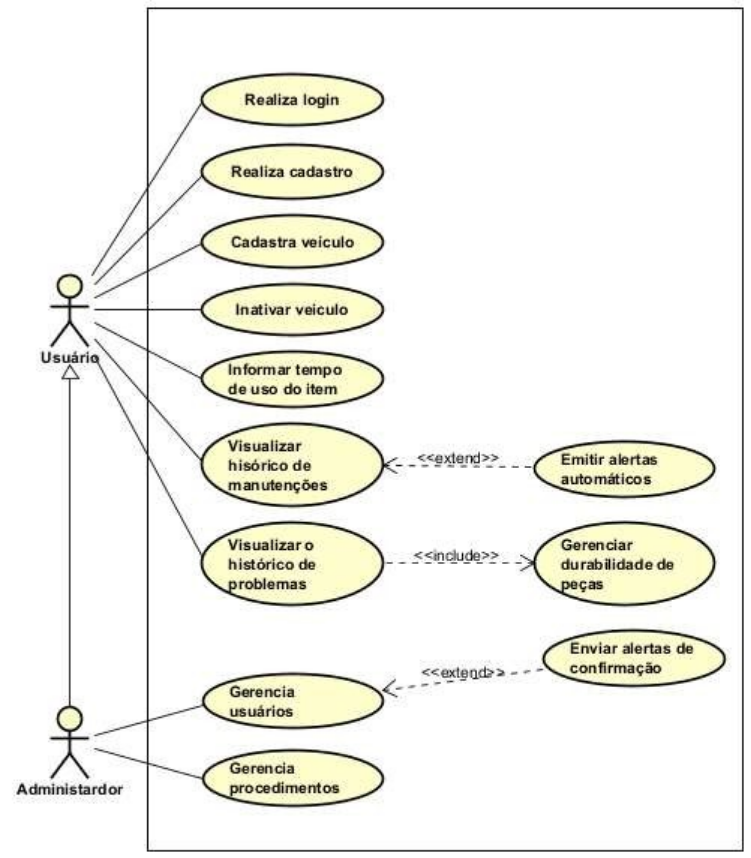 Realiza login
Realiza cadastro
Cadastra veiculo
Inativar veiculo
Usuário
Informar tempo
de uso do item
Visualizar
hisórico de
manutenções
<<extend>>
Emitir alertas
automáticos
Visualizar o
histórico de
problemas
<<include>>
Gerenciar
durabilidade de
peças
Enviar alertas de
confirmação
<<extend>>
Gerencia
usuários
Administardor
Gerencia
procedimentos